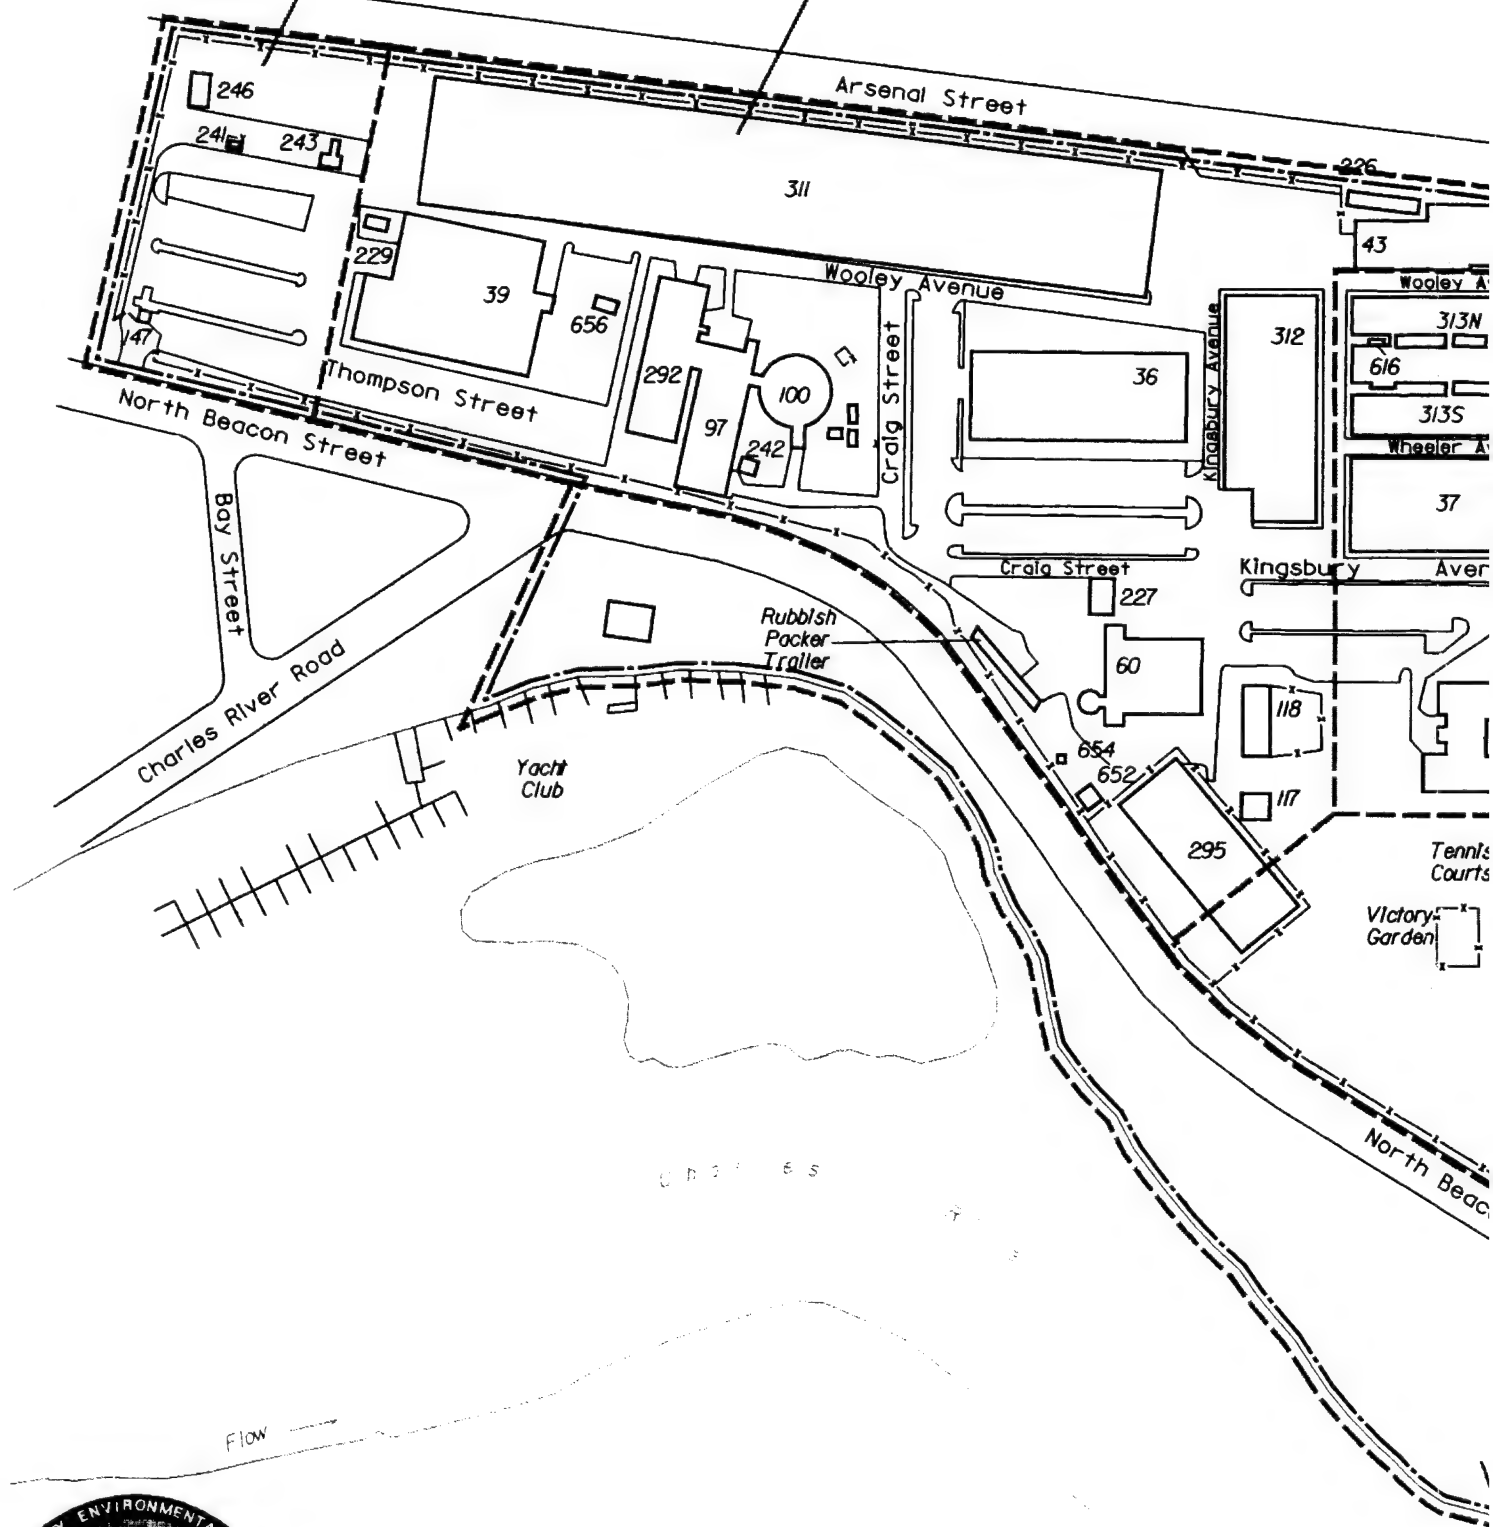 Arsenal Street
246
241
243
311
226
229
43
39
656
Wooley Avenue
Wooley
312
313N
616
313S
Wheeler
147
Thompson Street
292
97
100
242
Craig Street
36
Kingsbury Avenue
37
North Beacon Street
Bay Street
Craig Street
Kingsbury
227
Rubbish
Packer
Trailer
60
118
Charles River Road
654
652
117
Yacht
Club
295
Tennis
Courts
Victory
Garden
North
Flow
ENVIRONMENTA